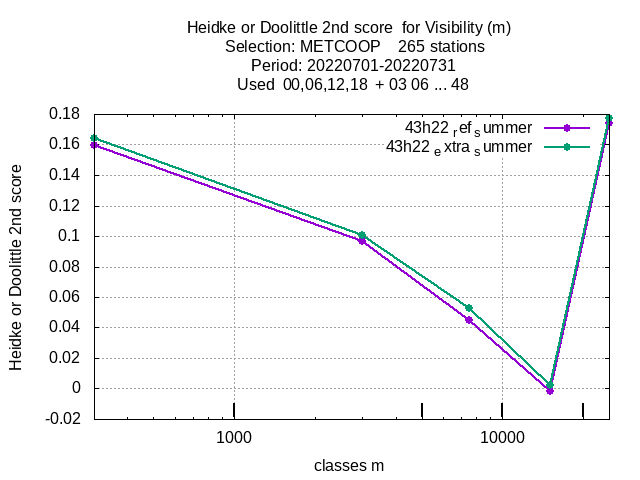 Heidke or Doolittle 2nd score  for Visibility (m)
Selection: METCOOP    265 stations
Period: 20220701-20220731
Used  00,06,12,18  + 03 06 ... 48
43h22 ref summer
43h22 extra summer
Heidke or Doolittle 2nd score
0.18
0.16
0.14
0.12
0.1
0.08
0.06
0.04
0.02
0
-0.02
1000
10000
classes m